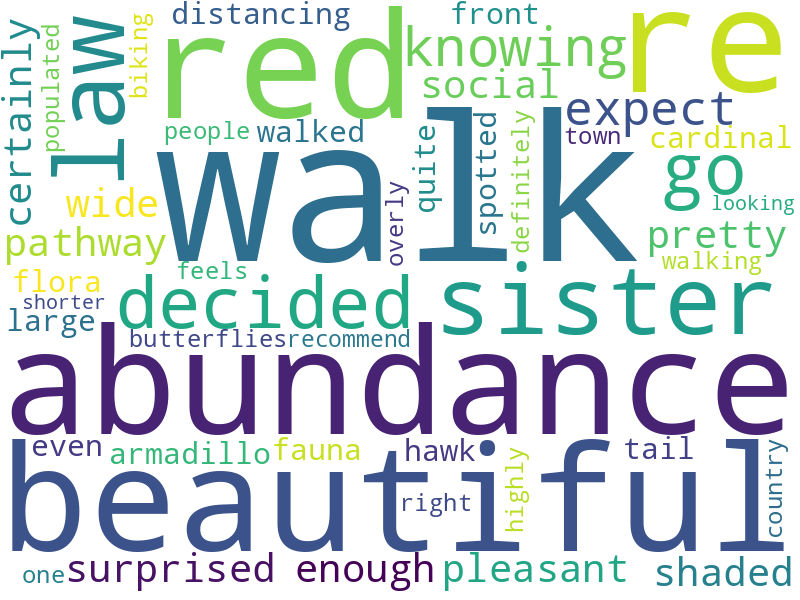 distancing
front
red
re
law
knowing
biking
populated
certainly
social
expect
people
walked
town
cardinal
walk
quite
spotted
definitely
go
looking
wide
overly
pathway
pretty
walking
feels
flora
decided
sister
shorter
large
butterflies
recommend
abundance
even
armadillo
fauna
hawk
tail
beautiful
right
highly
country
one
surprised
enough
pleasant
shaded